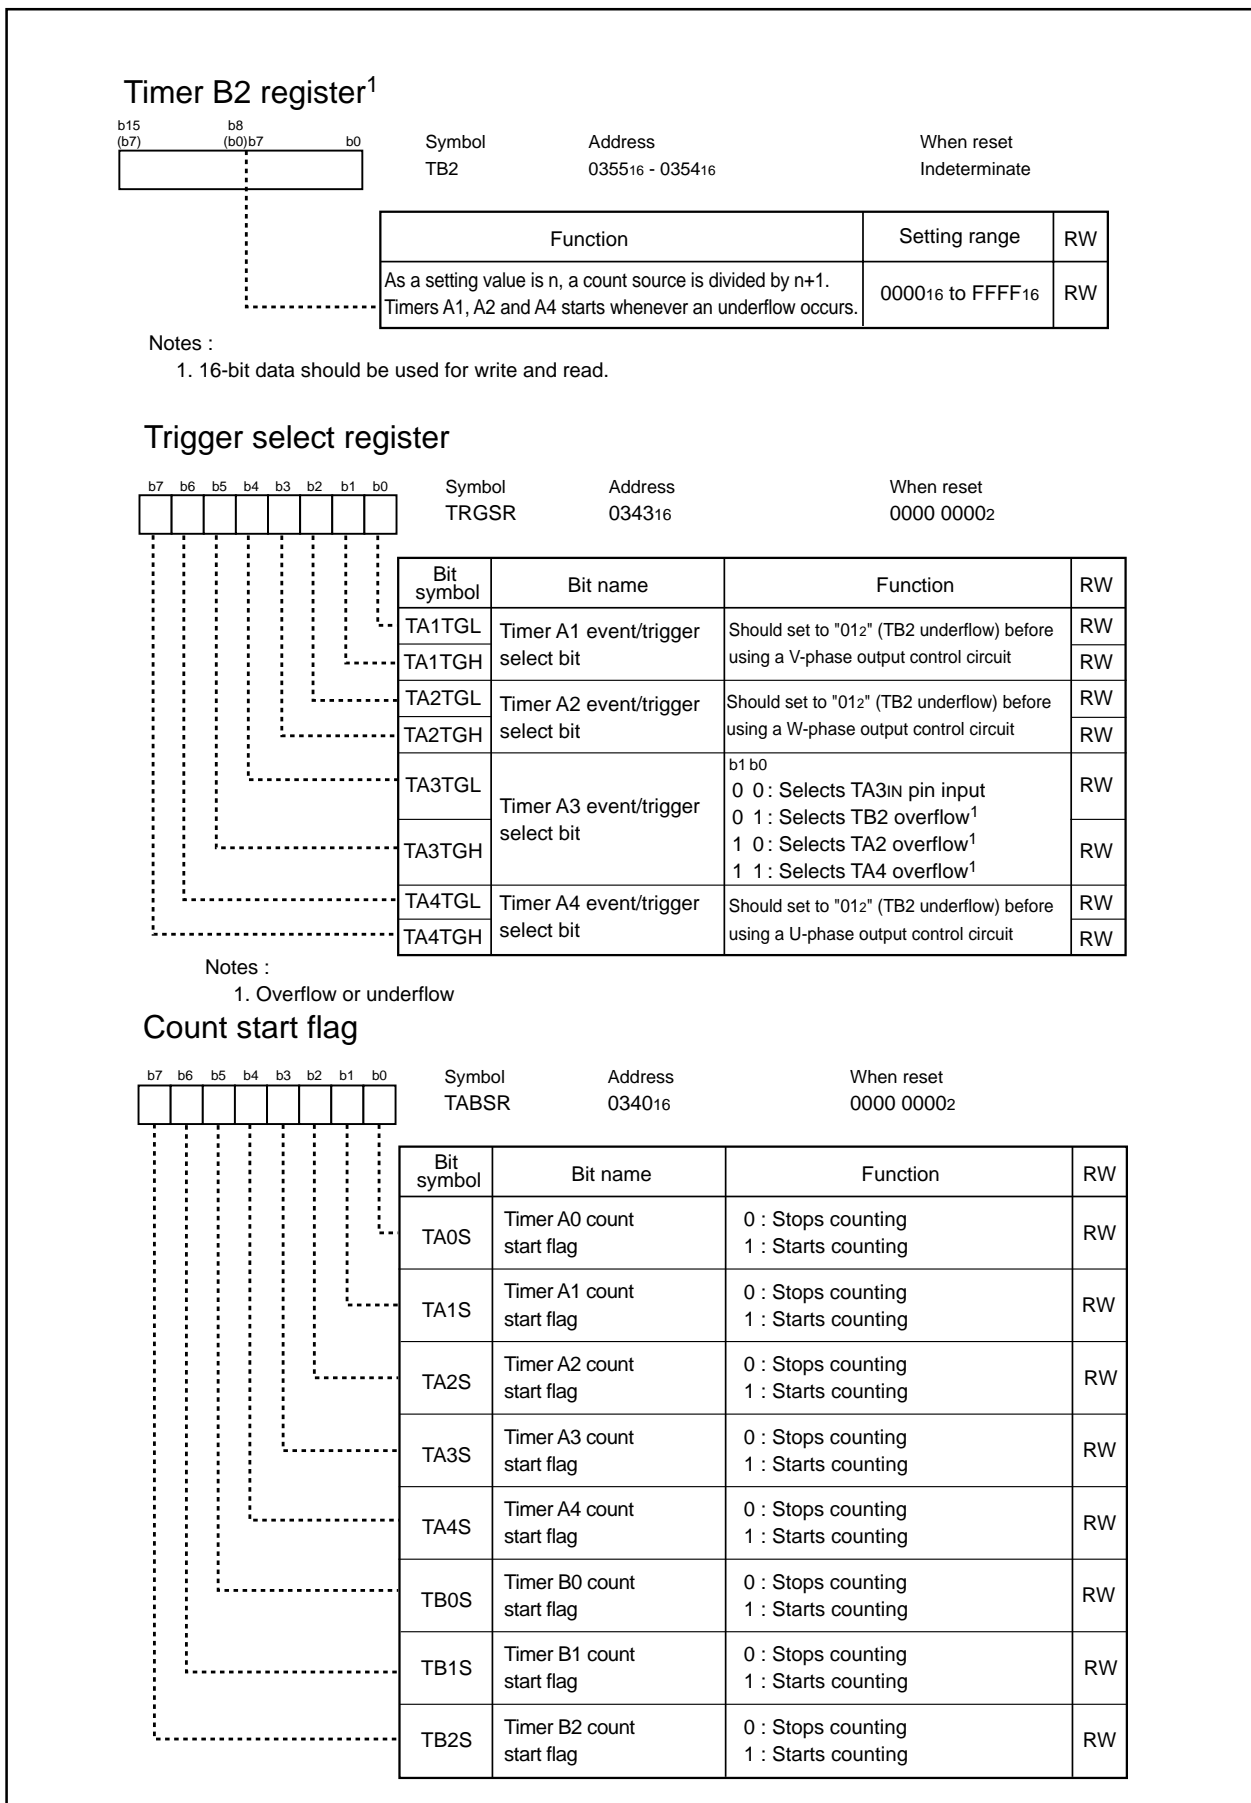 Timer B2 register1
b15 b8
(b7) (b0) b7 b0
Symbol Address When reset
TB2 035516 - 035416 Indeterminate
Function Setting range RW
As a setting value is n, a count source is divided by n+1.
Timers A1, A2 and A4 starts whenever an underflow occurs.
000016 to FFFF16 RW
Notes :
1. 16-bit data should be used for write and read.
Trigger select register
b7 b6 b5 b4 b3 b2 b1 b0
Symbol Address When reset
TRGSR 034316 0000 00002
Bit symbol Bit name Function RW
TA1TGL Timer A1 event/trigger Should set to "012" (TB2 underflow) before RW
TA1TGH select bit using a V-phase output control circuit RW
TA2TGL Timer A2 event/trigger Should set to "012" (TB2 underflow) before RW
TA2TGH select bit using a W-phase output control circuit RW
b1 b0
TA3TGL 0 0 : Selects TA3IN pin input RW
Timer A3 event/trigger 0 1 : Selects TB2 overflow1
select bit 1 0 : Selects TA2 overflow1
TA3TGH 1 1 : Selects TA4 overflow1 RW
TA4TGL Timer A4 event/trigger Should set to "012" (TB2 underflow) before RW
TA4TGH select bit using a U-phase output control circuit RW
Notes :
1. Overflow or underflow
Count start flag
b7 b6 b5 b4 b3 b2 b1 b0
Symbol Address When reset
TABSR 034016 0000 00002
Bit symbol Bit name Function RW
TA0S Timer A0 count 0 : Stops counting RW
start flag 1 : Starts counting
TA1S Timer A1 count 0 : Stops counting RW
start flag 1 : Starts counting
TA2S Timer A2 count 0 : Stops counting RW
start flag 1 : Starts counting
TA3S Timer A3 count 0 : Stops counting RW
start flag 1 : Starts counting
TA4S Timer A4 count 0 : Stops counting RW
start flag 1 : Starts counting
TB0S Timer B0 count 0 : Stops counting RW
start flag 1 : Starts counting
TB1S Timer B1 count 0 : Stops counting RW
start flag 1 : Starts counting
TB2S Timer B2 count 0 : Stops counting RW
start flag 1 : Starts counting